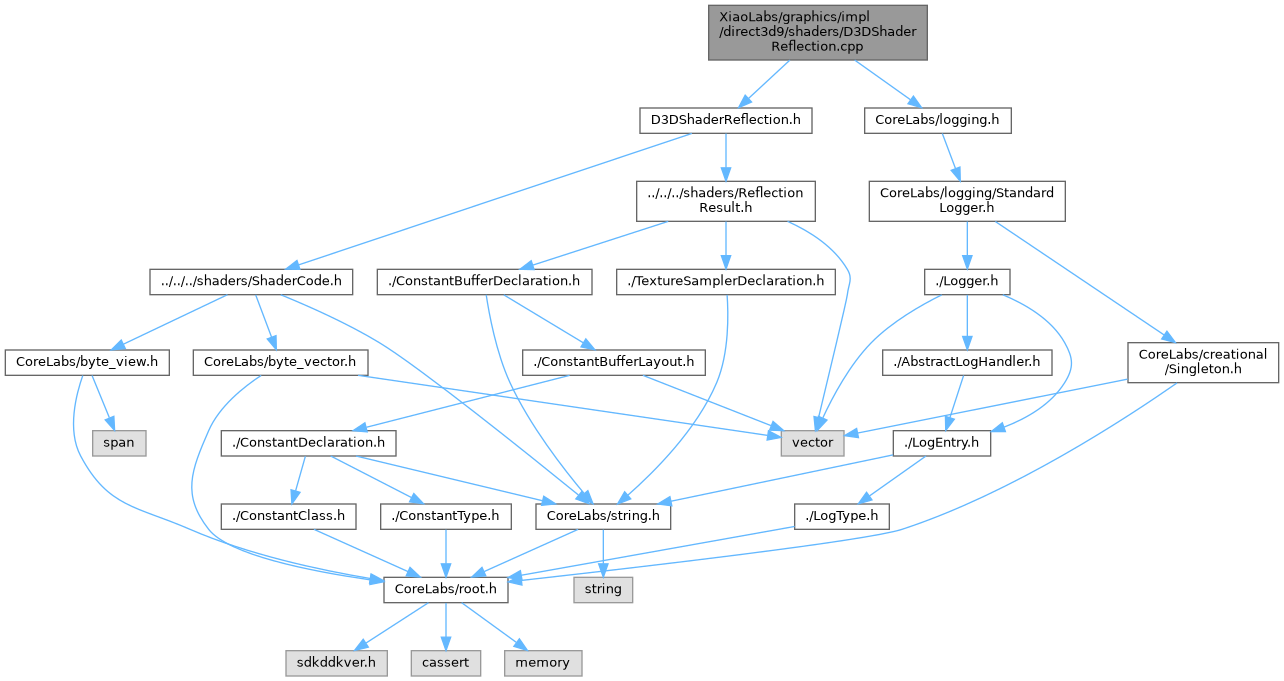 XiaoLabs/graphics/impl
/direct3d9/shaders/D3DShader
Reflection.cpp
D3DShaderReflection.h
CoreLabs/logging.h
../../../shaders/Reflection
Result.h
CoreLabs/logging/Standard
Logger.h
../../../shaders/ShaderCode.h
./ConstantBufferDeclaration.h
./TextureSamplerDeclaration.h
./Logger.h
CoreLabs/byte_view.h
CoreLabs/byte_vector.h
./ConstantBufferLayout.h
./AbstractLogHandler.h
CoreLabs/creational
/Singleton.h
span
./ConstantDeclaration.h
vector
./LogEntry.h
./ConstantClass.h
./ConstantType.h
CoreLabs/string.h
./LogType.h
CoreLabs/root.h
string
sdkddkver.h
cassert
memory